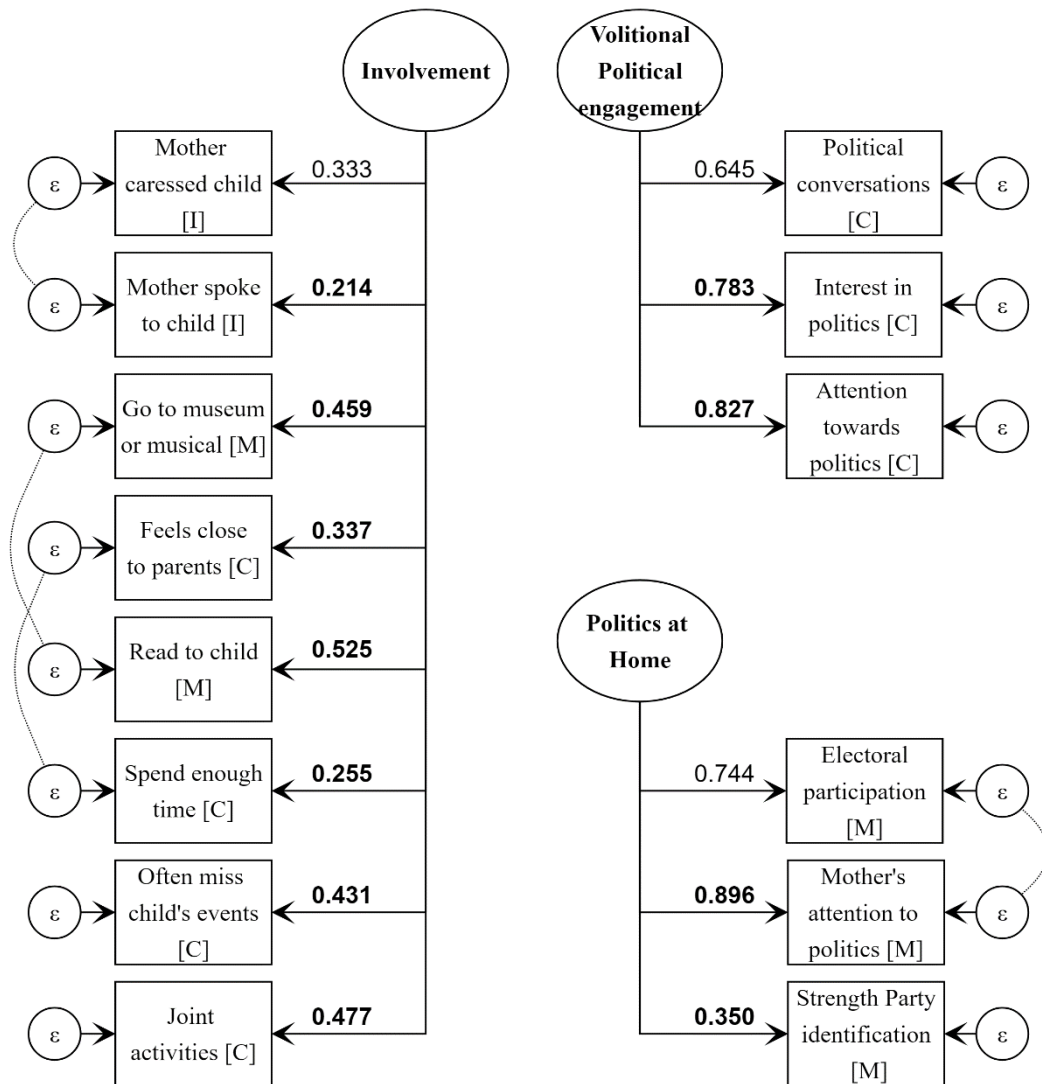 Involvement
Volitional
Political
engagement
Mother
caressed child
[I]
0.333
ε
Mother spoke
to child [I]
0.214
ε
Go to museum
or musical [M]
0.459
ε
Feels close
to parents [C]
0.337
ε
Read to child
[M]
0.525
ε
Spend enough
time [C]
0.255
ε
Often miss
child's events
[C]
0.431
ε
Joint
activities [C]
0.477
ε
0.645
Political
conversations
[C]
ε
0.783
Interest in
politics [C]
ε
0.827
Attention
towards
politics [C]
ε
Politics at
Home
0.744
Electoral
participation
[M]
ε
0.896
Mother's
attention to
politics [M]
ε
0.350
Strength Party
identification
[M]
ε